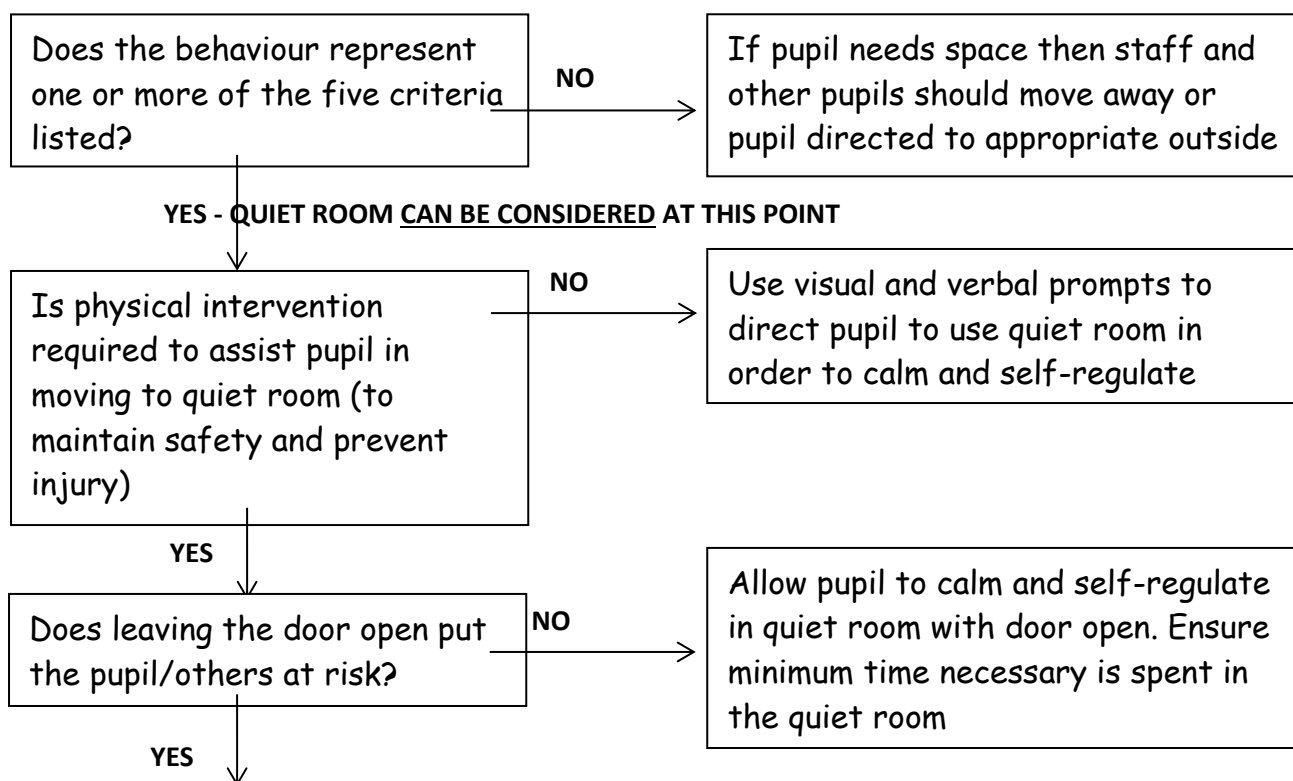 Does the behaviour represent
one or more of the five criteria
listed?
NO
If pupil needs space then staff and
other pupils should move away or
pupil directed to appropriate outside
YES - QUIET ROOM CAN BE CONSIDERED AT THIS POINT
Is physical intervention
required to assist pupil in
moving to quiet room (to
maintain safety and prevent
injury)
NO
Use visual and verbal prompts to
direct pupil to use quiet room in
order to calm and self-regulate
YES
Does leaving the door open put
the pupil/others at risk?
NO
Allow pupil to calm and self-regulate
in quiet room with door open. Ensure
minimum time necessary is spent in
the quiet room
YES